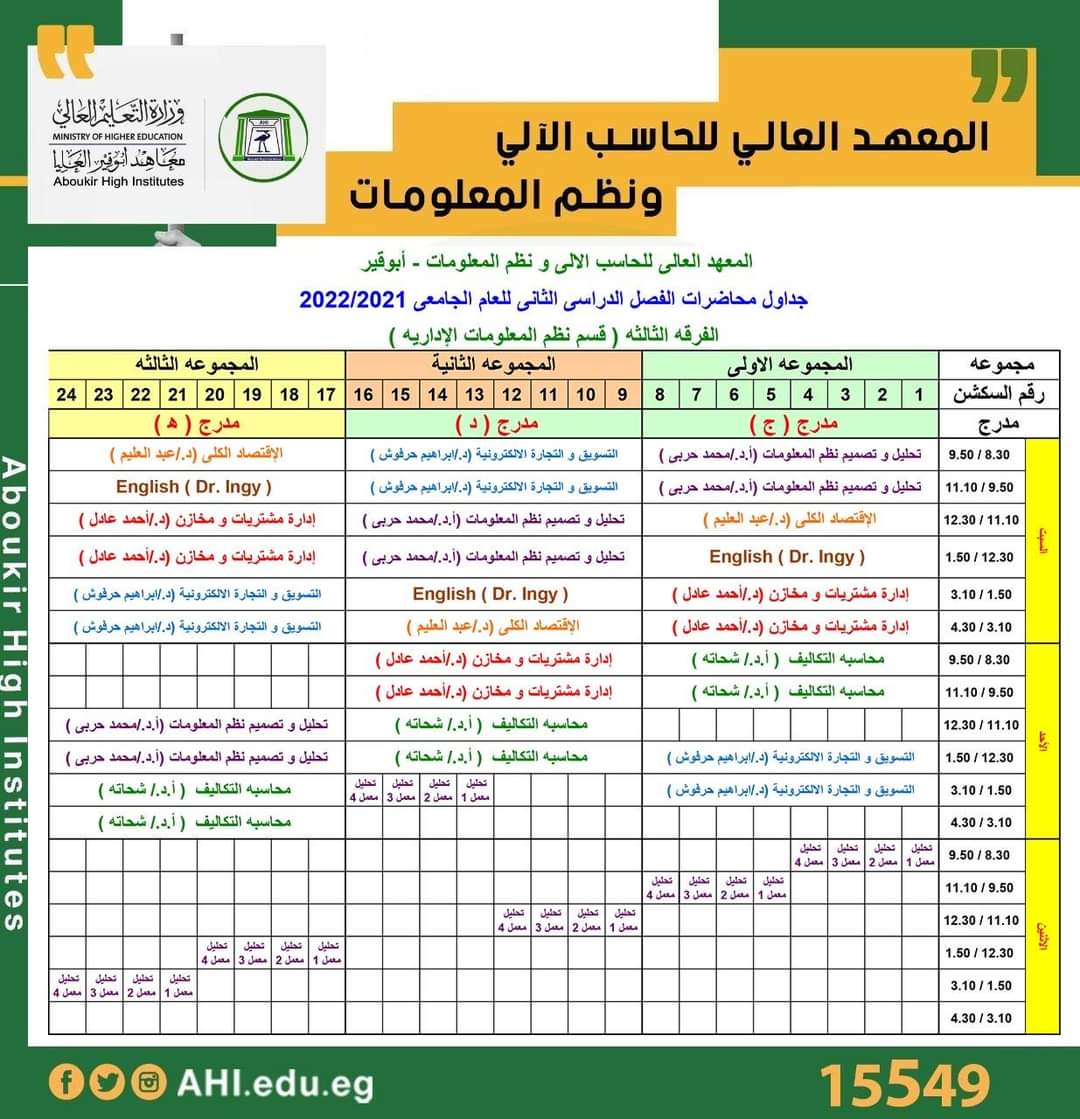 وزارة التعليم العالي
MINISTRY OF HIGHER EDUCATION
معاهد أبوقير العليا
Aboukir High Institutes
AHI
المعهد العالي للحاسب الآلي
ونظم المعلومات
المعهد العالى للحاسب الالى و نظم المعلومات - أبوقير
جداول محاضرات الفصل الدراسى الثانى للعام الجامعى 2022/2021
الفرقه الثالثه ( قسم نظم المعلومات الإداريه )
مجموعه المجموعه الاولى المجموعه الثانية المجموعه الثالثه
رقم السكشن 1 2 3 4 5 6 7 8 9 10 11 12 13 14 15 16 17 18 19 20 21 22 23 24
مدرج مدرج ( ج ) مدرج ( د ) مدرج ( ه )
السبت
9.50 / 8.30 تحليل و تصميم نظم المعلومات (أ.د./محمد حربى ) التسويق و التجارة الالكترونية (د./ابراهيم حرفوش ) الإقتصاد الكلى (د./عبد العليم )
11.10 / 9.50 تحليل و تصميم نظم المعلومات (أ.د./محمد حربى ) التسويق و التجارة الالكترونية (د./ابراهيم حرفوش ) English ( Dr. Ingy )
12.30 / 11.10 الإقتصاد الكلى (د./عبد العليم ) تحليل و تصميم نظم المعلومات (أ.د./محمد حربى ) إدارة مشتريات و مخازن (د./أحمد عادل )
1.50 / 12.30 English ( Dr. Ingy ) تحليل و تصميم نظم المعلومات (أ.د./محمد حربى ) إدارة مشتريات و مخازن (د./أحمد عادل )
3.10 / 1.50 إدارة مشتريات و مخازن (د./أحمد عادل ) English ( Dr. Ingy ) التسويق و التجارة الالكترونية (د./ابراهيم حرفوش )
4.30 / 3.10 إدارة مشتريات و مخازن (د./أحمد عادل ) الإقتصاد الكلى (د./عبد العليم ) التسويق و التجارة الالكترونية (د./ابراهيم حرفوش )
الأحد
9.50 / 8.30 محاسبه التكاليف ( أ.د./ شحاته ) إدارة مشتريات و مخازن (د./أحمد عادل )
11.10 / 9.50 محاسبه التكاليف ( أ.د./ شحاته ) إدارة مشتريات و مخازن (د./أحمد عادل )
12.30 / 11.10 محاسبه التكاليف ( أ.د./ شحاته ) تحليل و تصميم نظم المعلومات (أ.د./محمد حربى )
1.50 / 12.30 التسويق و التجارة الالكترونية (د./ابراهيم حرفوش ) محاسبه التكاليف ( أ.د./ شحاته ) تحليل و تصميم نظم المعلومات (أ.د./محمد حربى )
3.10 / 1.50 التسويق و التجارة الالكترونية (د./ابراهيم حرفوش ) تحليل معمل 1 تحليل معمل 2 تحليل معمل 3 تحليل معمل 4 محاسبه التكاليف ( أ.د./ شحاته )
4.30 / 3.10 محاسبه التكاليف ( أ.د./ شحاته )
الاثنين
9.50 / 8.30 تحليل معمل 1 تحليل معمل 2 تحليل معمل 3 تحليل معمل 4
11.10 / 9.50 تحليل معمل 1 تحليل معمل 2 تحليل معمل 3 تحليل معمل 4
12.30 / 11.10 تحليل معمل 1 تحليل معمل 2 تحليل معمل 3 تحليل معمل 4
1.50 / 12.30 تحليل معمل 1 تحليل معمل 2 تحليل معمل 3 تحليل معمل 4
3.10 / 1.50 تحليل معمل 1 تحليل معمل 2 تحليل معمل 3 تحليل معمل 4
4.30 / 3.10
Aboukir High Institutes
AHI.edu.eg
15549